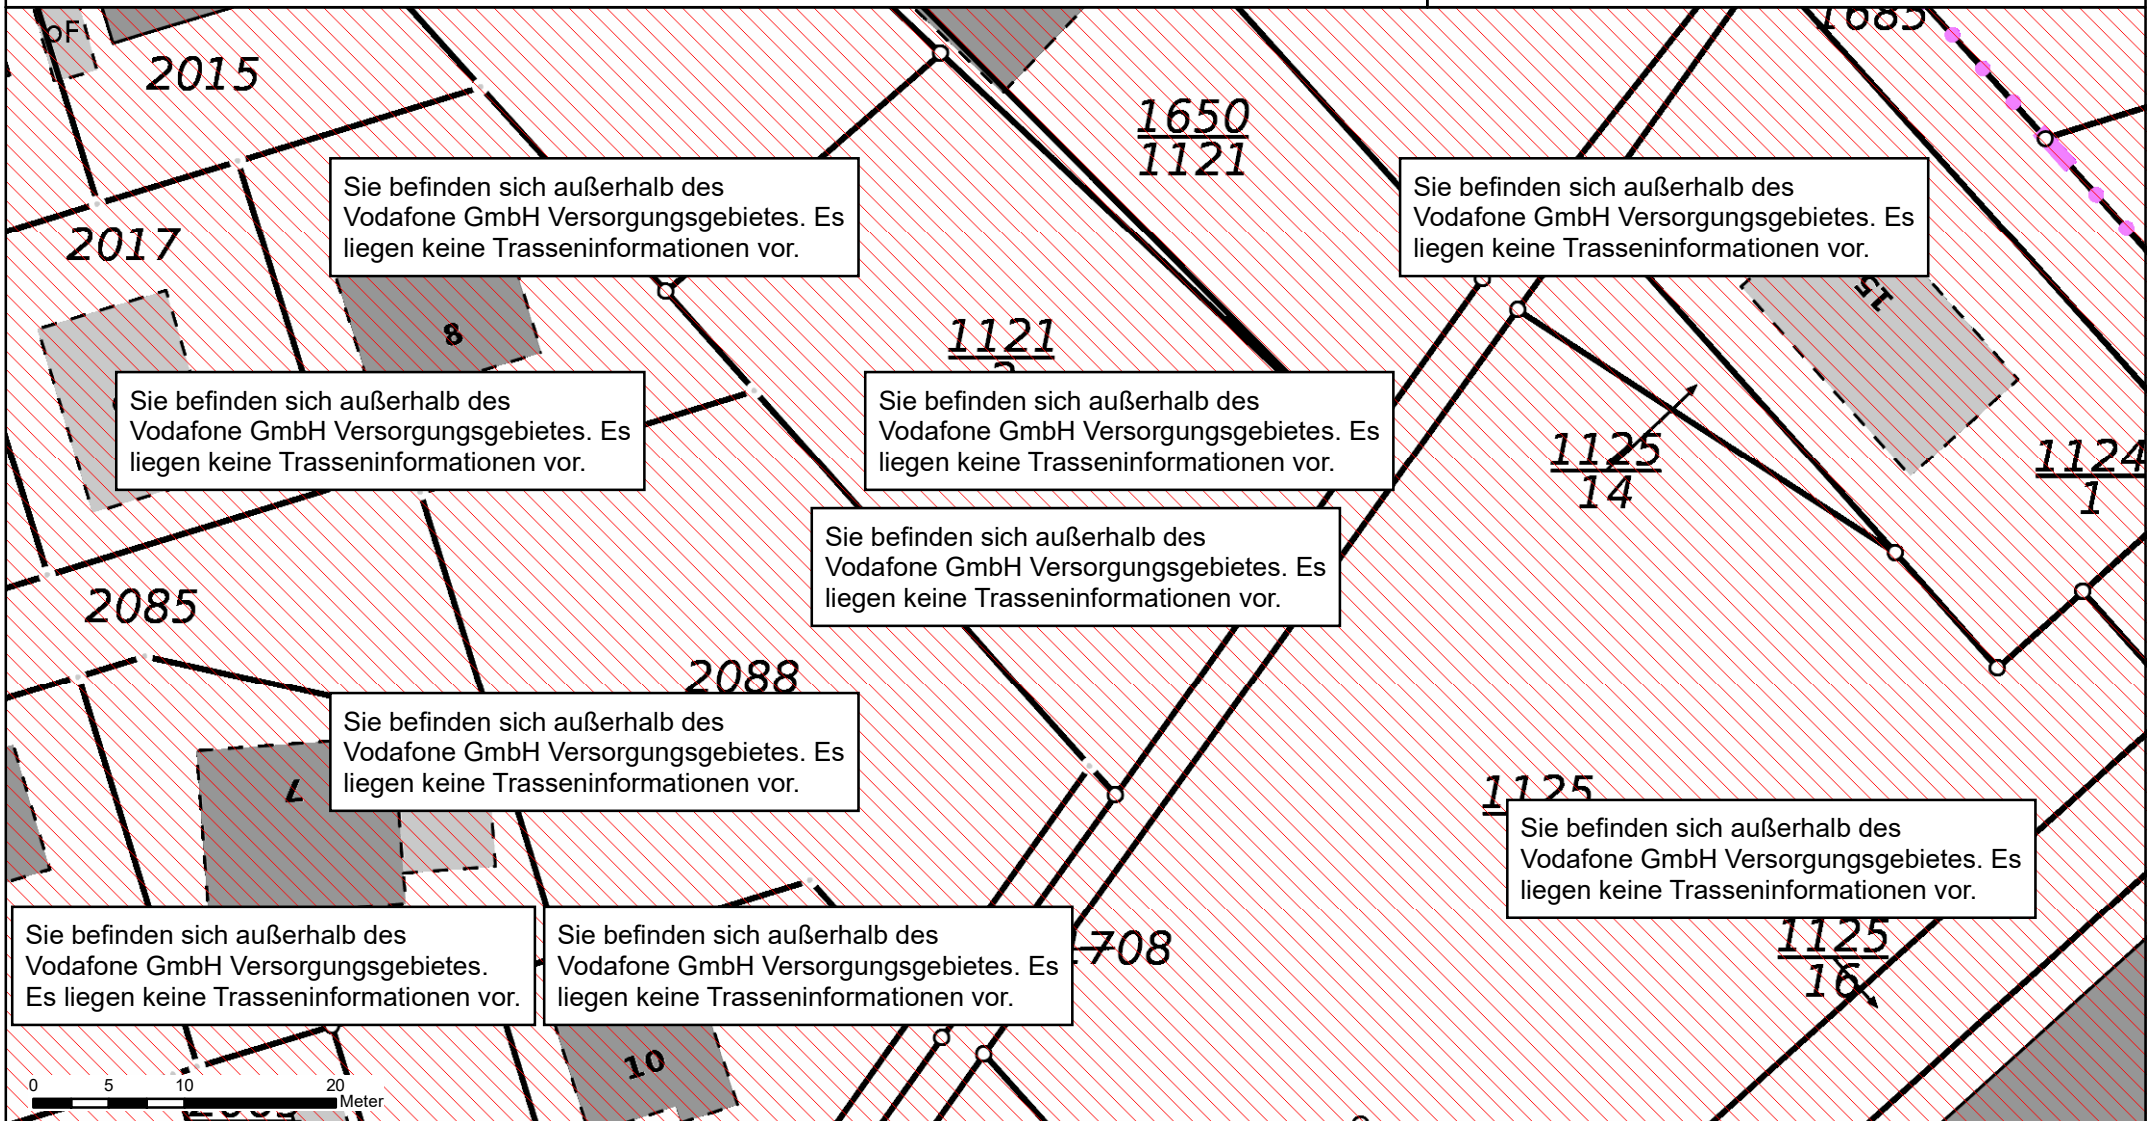 oF
1685
2015
1650
1121
Sie befinden sich außerhalb des
Vodafone GmbH Versorgungsgebietes. Es
liegen keine Trasseninformationen vor.
Sie befinden sich außerhalb des
Vodafone GmbH Versorgungsgebietes. Es
liegen keine Trasseninformationen vor.
2017
15
8
1121
Sie befinden sich außerhalb des
Vodafone GmbH Versorgungsgebietes. Es
liegen keine Trasseninformationen vor.
Sie befinden sich außerhalb des
Vodafone GmbH Versorgungsgebietes. Es
liegen keine Trasseninformationen vor.
1125
14
1124
1
Sie befinden sich außerhalb des
Vodafone GmbH Versorgungsgebietes. Es
liegen keine Trasseninformationen vor.
2085
2088
Sie befinden sich außerhalb des
Vodafone GmbH Versorgungsgebietes. Es
liegen keine Trasseninformationen vor.
7
1125
Sie befinden sich außerhalb des
Vodafone GmbH Versorgungsgebietes. Es
liegen keine Trasseninformationen vor.
Sie befinden sich außerhalb des
Vodafone GmbH Versorgungsgebietes.
Es liegen keine Trasseninformationen vor.
Sie befinden sich außerhalb des
Vodafone GmbH Versorgungsgebietes. Es
liegen keine Trasseninformationen vor.
1708
1125
16
10
0 5 10 20
Meter